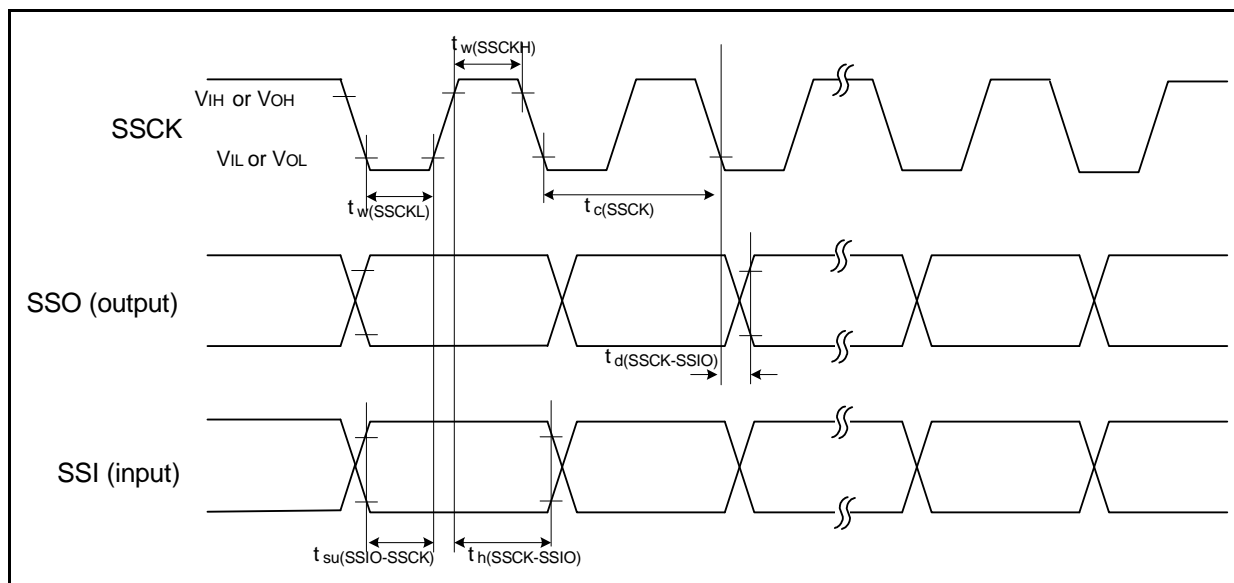 tw(SSCKH)
VIH or VOH
SSCK
VIL or VOL
tw(SSCKL)
tc(SSCK)
SSO (output)
td(SSCK-SSIO)
SSI (input)
tsu(SSIO-SSCK)
th(SSCK-SSIO)